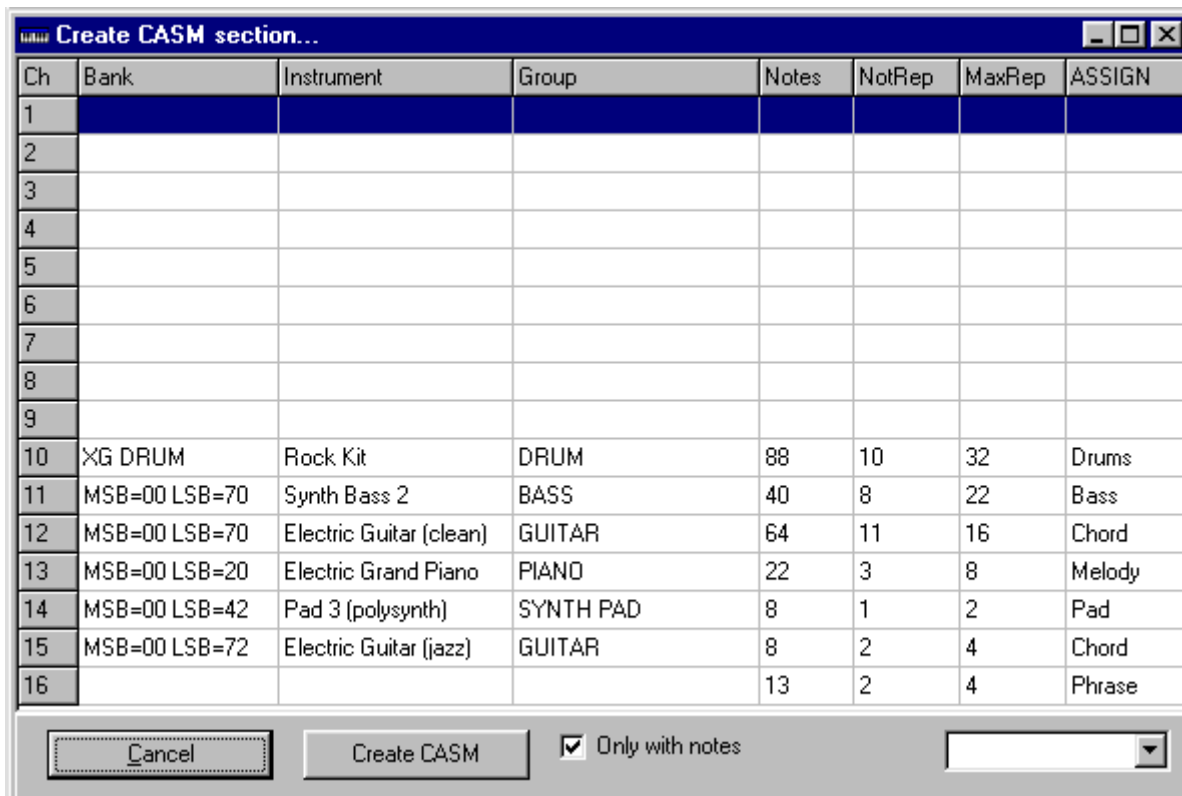 Create CASM section...
Ch Bank Instrument Group Notes NotRep MaxRep ASSIGN
1
2
3
4
5
6
7
8
9
10 XG DRUM Rock Kit DRUM 88 10 32 Drums
11 MSB=00 LSB=70 Synth Bass 2 BASS 40 8 22 Bass
12 MSB=00 LSB=70 Electric Guitar (clean) GUITAR 64 11 16 Chord
13 MSB=00 LSB=20 Electric Grand Piano PIANO 22 3 8 Melody
14 MSB=00 LSB=42 Pad 3 (polysynth) SYNTH PAD 8 1 2 Pad
15 MSB=00 LSB=72 Electric Guitar (jazz) GUITAR 8 2 4 Chord
16 13 2 4 Phrase
Cancel Create CASM Only with notes